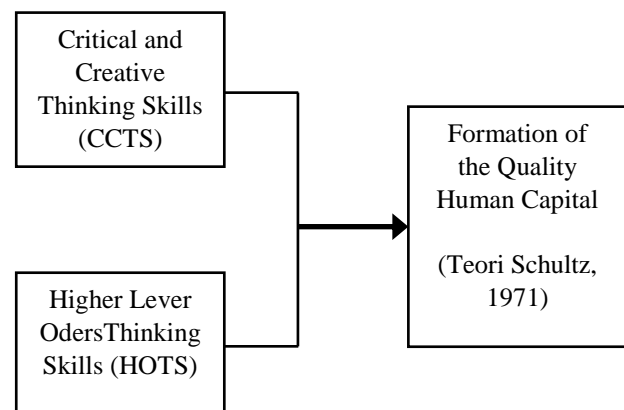 Critical and
Creative
Thinking Skills
(CCTS)
Higher Lever
OdersThinking
Skills (HOTS)
Formation of
the Quality
Human Capital
(Teori Schultz,
1971)